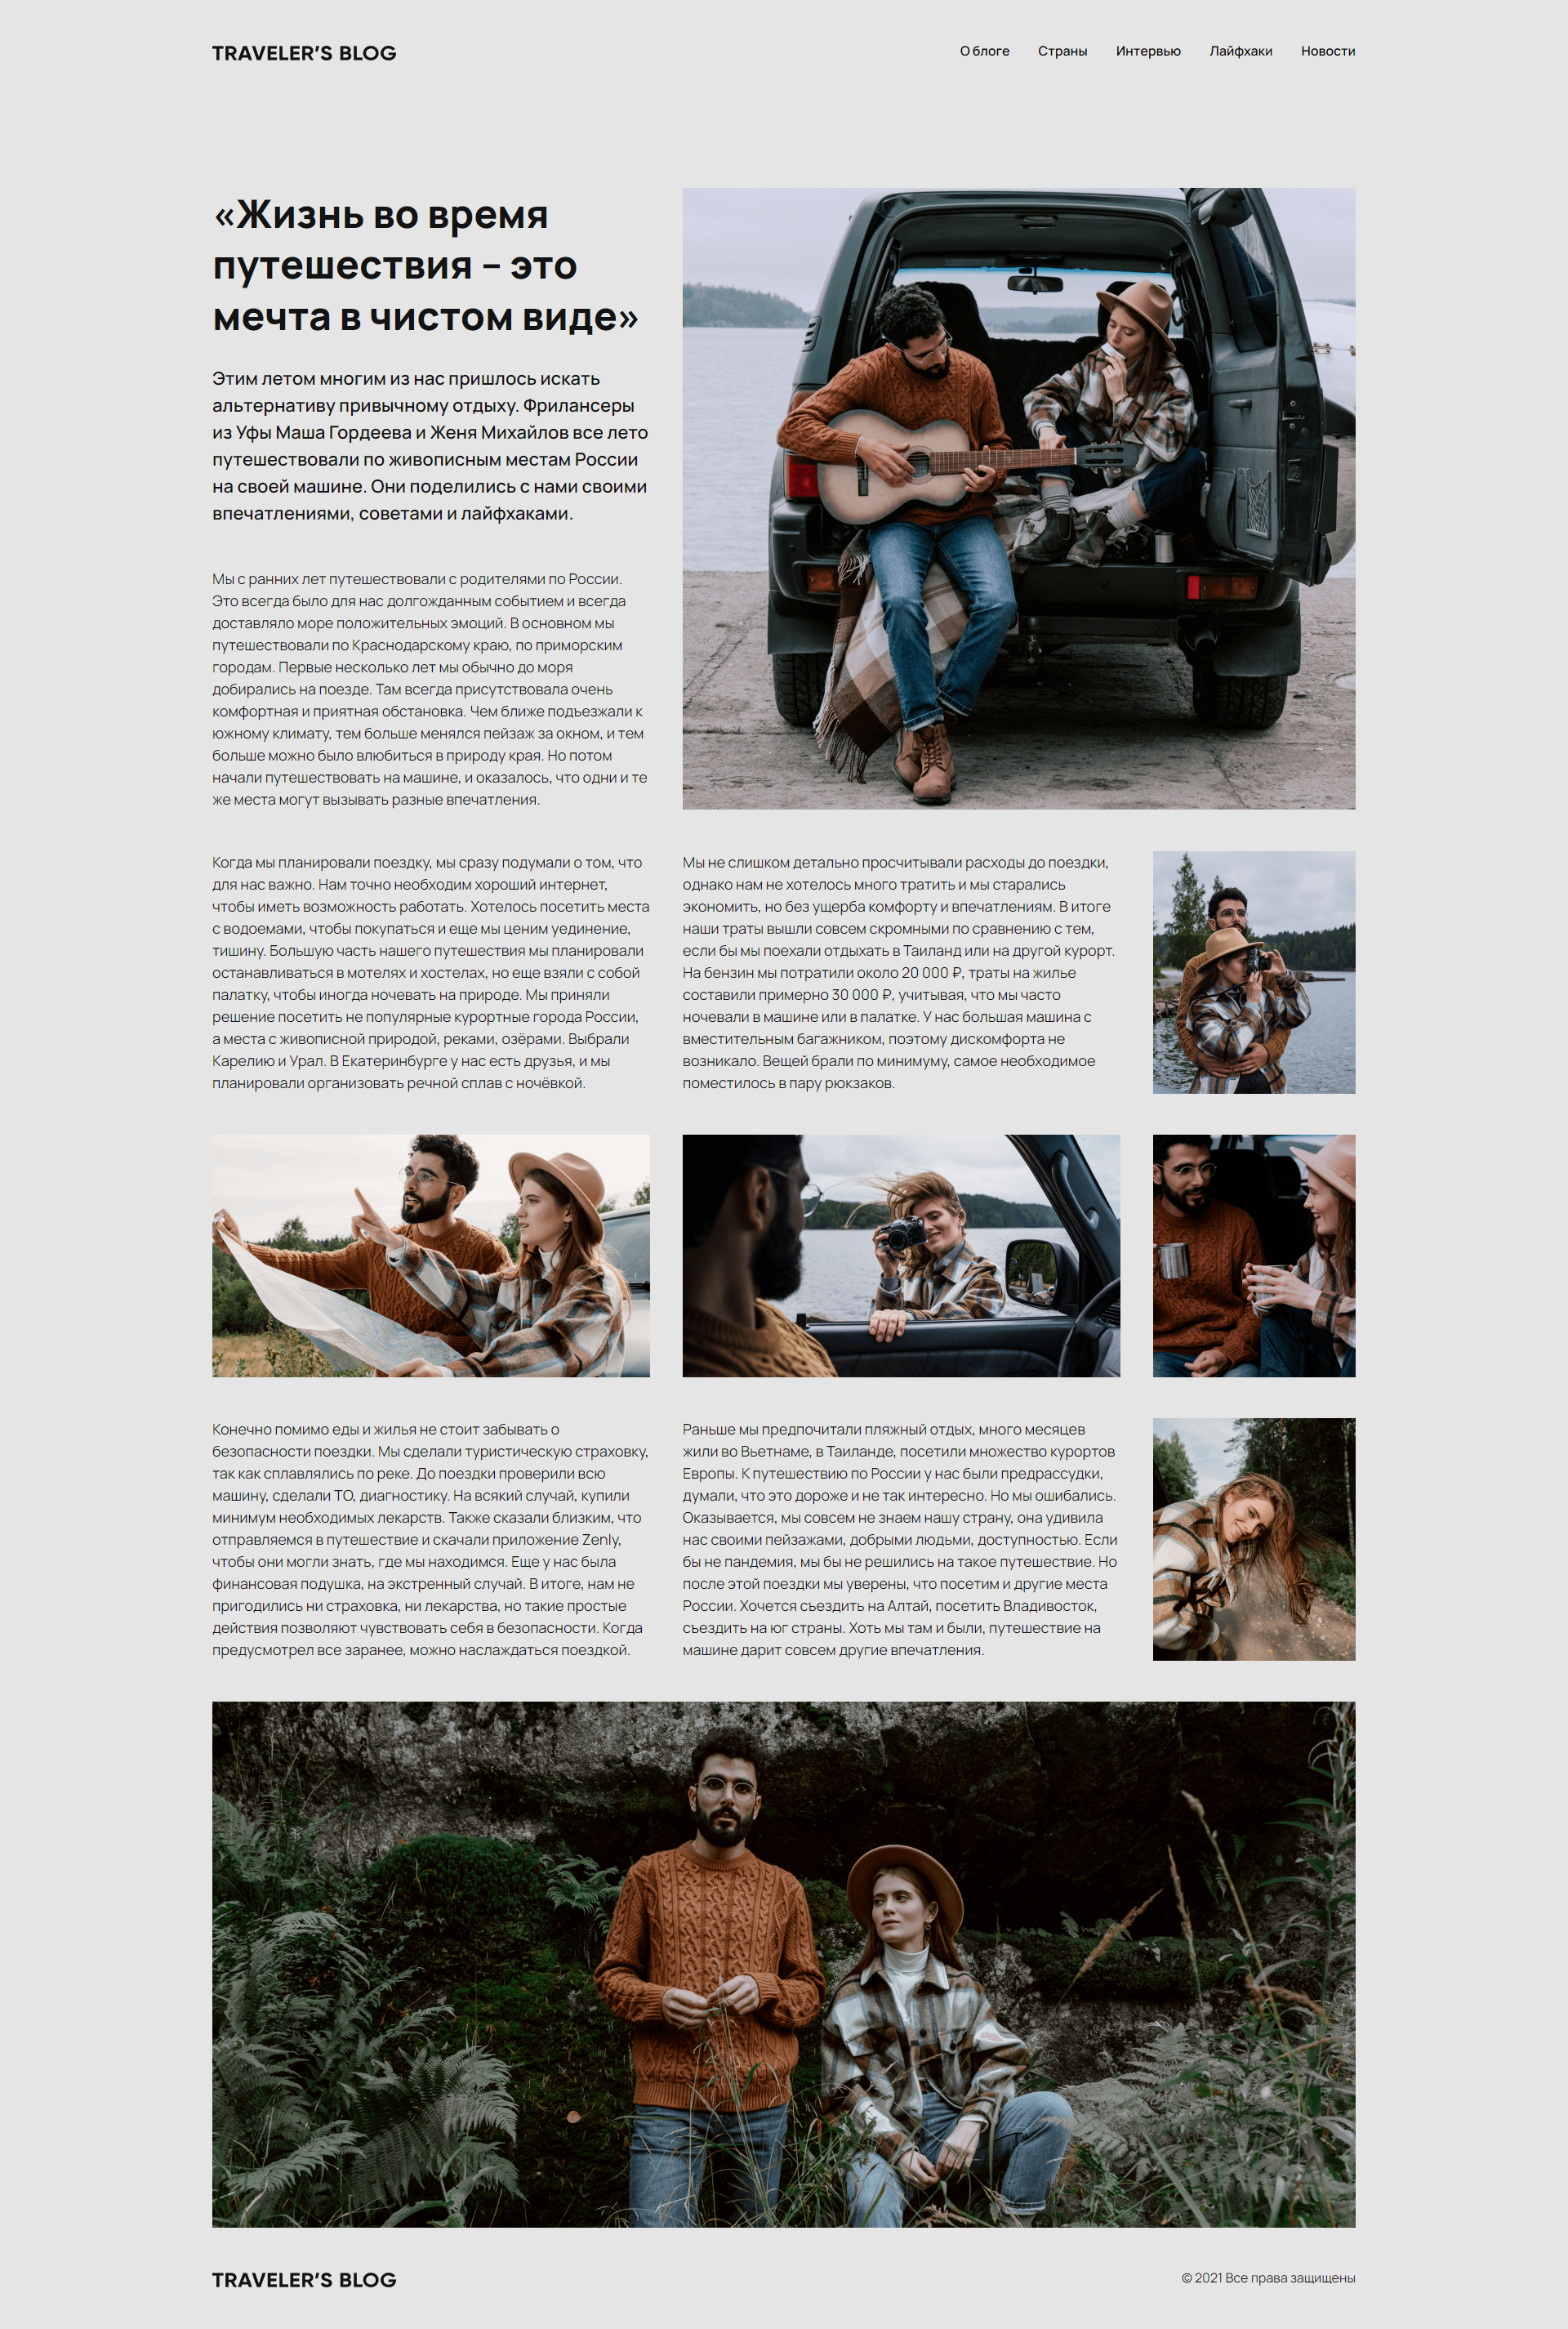 TRAVELER’S BLOG
О блоге Страны Интервью Лайфхаки Новости
«Жизнь во время
путешествия – это
мечта в чистом виде»
Этим летом многим из нас пришлось искать
альтернативу привычному отдыху. Фрилансеры
из Уфы Маша Гордеева и Женя Михайлов все лето
путешествовали по живописным местам России
на своей машине. Они поделились с нами своими
впечатлениями, советами и лайфхаками.
Мы с ранних лет путешествовали с родителями по России.
Это всегда было для нас долгожданным событием и всегда
доставляло море положительных эмоций. В основном мы
путешествовали по Краснодарскому краю, по приморским
городам. Первые несколько лет мы обычно до моря
добирались на поезде. Там всегда присутствовала очень
комфортная и приятная обстановка. Чем ближе подъезжали к
южному климату, тем больше менялся пейзаж за окном, и тем
больше можно было влюбиться в природу края. Но потом
начали путешествовать на машине, и оказалось, что одни и те
же места могут вызывать разные впечатления.
Когда мы планировали поездку, мы сразу подумали о том, что
для нас важно. Нам точно необходим хороший интернет,
чтобы иметь возможность работать. Хотелось посетить места
с водоемами, чтобы покупаться и еще мы ценим уединение,
тишину. Большую часть нашего путешествия мы планировали
останавливаться в мотелях и хостелах, но еще взяли с собой
палатку, чтобы иногда ночевать на природе. Мы приняли
решение посетить не популярные курортные города России,
а места с живописной природой, реками, озёрами. Выбрали
Карелию и Урал. В Екатеринбурге у нас есть друзья, и мы
планировали организовать речной сплав с ночёвкой.
Мы не слишком детально просчитывали расходы до поездки,
однако нам не хотелось много тратить и мы старались
экономить, но без ущерба комфорту и впечатлениям. В итоге
наши траты вышли совсем скромными по сравнению с тем,
если бы мы поехали отдыхать в Таиланд или на другой курорт.
На бензин мы потратили около 20 000 ₽, траты на жилье
составили примерно 30 000 ₽, учитывая, что мы часто
ночевали в машине или в палатке. У нас большая машина с
вместительным багажником, поэтому дискомфорта не
возникало. Вещей брали по минимуму, самое необходимое
поместилось в пару рюкзаков.
Конечно помимо еды и жилья не стоит забывать о
безопасности поездки. Мы сделали туристическую страховку,
так как сплавлялись по реке. До поездки проверили всю
машину, сделали ТО, диагностику. На всякий случай, купили
минимум необходимых лекарств. Также сказали близким, что
отправляемся в путешествие и скачали приложение Zenly,
чтобы они могли знать, где мы находимся. Еще у нас была
финансовая подушка, на экстренный случай. В итоге, нам не
пригодились ни страховка, ни лекарства, но такие простые
действия позволяют чувствовать себя в безопасности. Когда
предусмотрел все заранее, можно наслаждаться поездкой.
Раньше мы предпочитали пляжный отдых, много месяцев
жили во Вьетнаме, в Таиланде, посетили множество курортов
Европы. К путешествию по России у нас были предрассудки,
думали, что это дороже и не так интересно. Но мы ошибались.
Оказывается, мы совсем не знаем нашу страну, она удивила
нас своими пейзажами, добрыми людьми, доступностью. Если
бы не пандемия, мы бы не решились на такое путешествие. Но
после этой поездки мы уверены, что посетим и другие места
России. Хочется съездить на Алтай, посетить Владивосток,
съездить на юг страны. Хоть мы там и были, путешествие на
машине дарит совсем другие впечатления.
TRAVELER’S BLOG
© 2021 Все права защищены